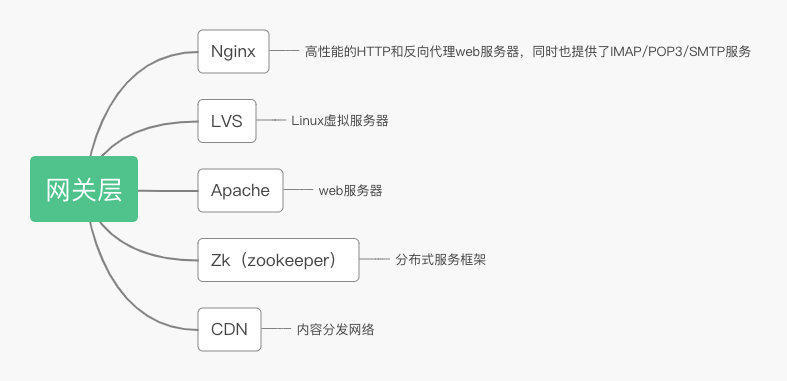 网关层
Nginx
高性能的HTTP和反向代理web服务器，同时也提供了IMAP/POP3/SMTP服务
LVS
Linux虚拟服务器
Apache
web服务器
Zk（zookeeper）
分布式服务框架
CDN
内容分发网络